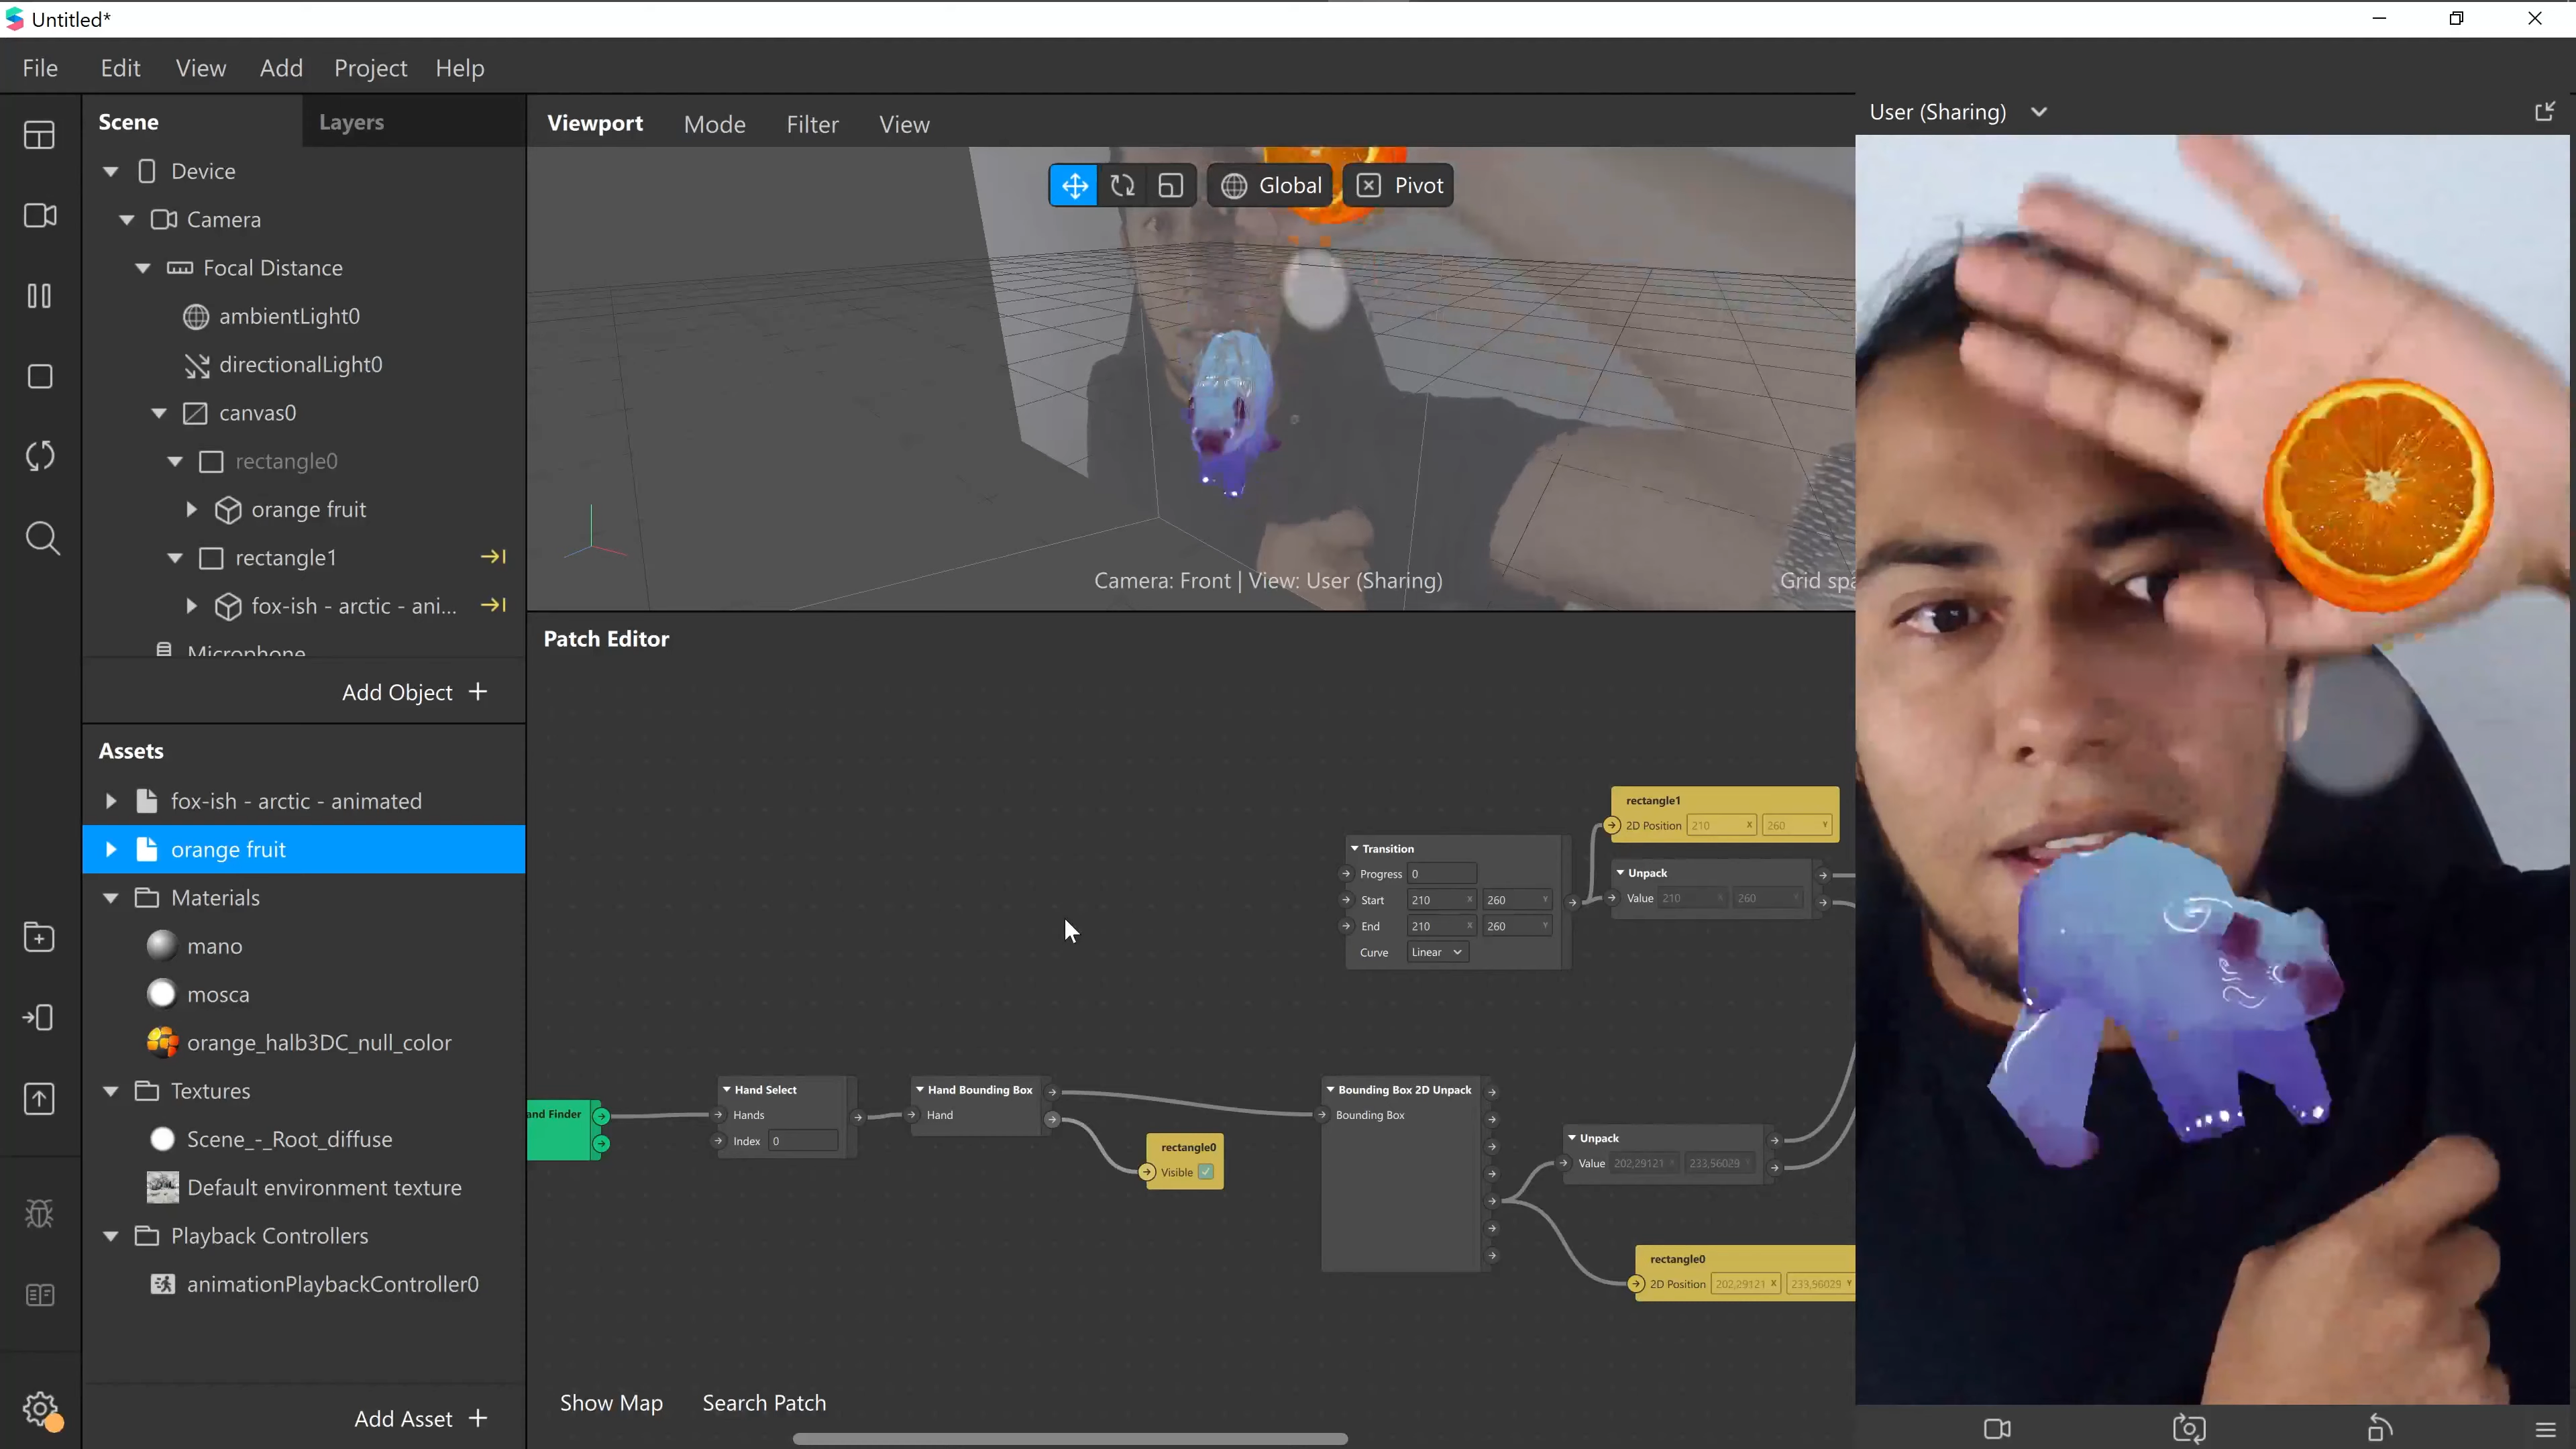 Untitled*
File Edit View Add Project Help
Scene Layers
Device
Camera
Focal Distance
ambientLight0
directionalLight0
canvas0
rectangle0
orange fruit
rectangle1
fox-ish - arctic - ani...
Microphone
Add Object +
Assets
fox-ish - arctic - animated
orange fruit
Materials
mano
mosca
orange_halb3DC_null_color
Textures
Scene_-_Root_diffuse
Default environment texture
Playback Controllers
animationPlaybackController0
Add Asset +
Viewport Mode Filter View
Global Pivot
Camera: Front | View: User (Sharing)
Grid spa
Patch Editor
and Finder
Hand Select
Hands
Index 0
Hand Bounding Box
Hand
rectangle0
Visible
Transition
Progress 0
Start 210 X 260 Y
End 210 X 260 Y
Curve Linear
rectangle1
2D Position 210 X 260 Y
Unpack
Value 210 X 260 Y
Bounding Box 2D Unpack
Bounding Box
Unpack
Value 202,29121 X 233,56029 Y
rectangle0
2D Position 202,29121 X 233,56029 Y
Show Map Search Patch
User (Sharing)